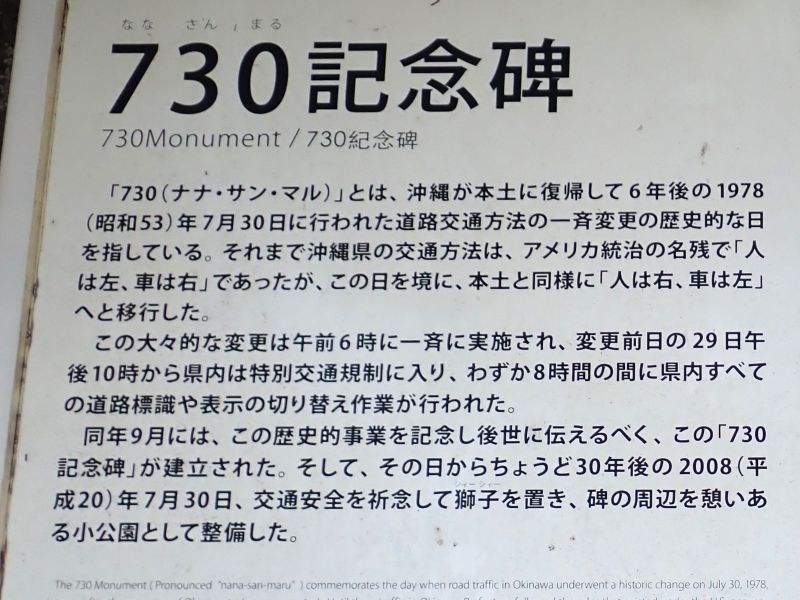 なな さん まる
730記念碑
730Monument / 730紀念碑
「730（ナナ・サン・マル）」とは、沖縄が本土に復帰して6年後の1978
（昭和53）年7月30日に行われた道路交通方法の一斉変更の歴史的な日
を指している。それまで沖縄県の交通方法は、アメリカ統治の名残で「人
は左、車は右」であったが、この日を境に、本土と同様に「人は右、車は左」
へと移行した。
この大々的な変更は午前6時に一斉に実施され、変更前日の29日午
後10時から県内は特別交通規制に入り、わずか8時間の間に県内すべて
の道路標識や表示の切り替え作業が行われた。
同年9月には、この歴史的事業を記念し後世に伝えるべく、この「730
記念碑」が建立された。そして、その日からちょうど30年後の2008（平
シィーシィー
成20）年7月30日、交通安全を祈念して獅子を置き、碑の周辺を憩いあ
る小公園として整備した。
The 730 Monument ( Pronounced "nana-san-maru" ) commemorates the day when road traffic in Okinawa underwent a historic change on July 30, 1978,